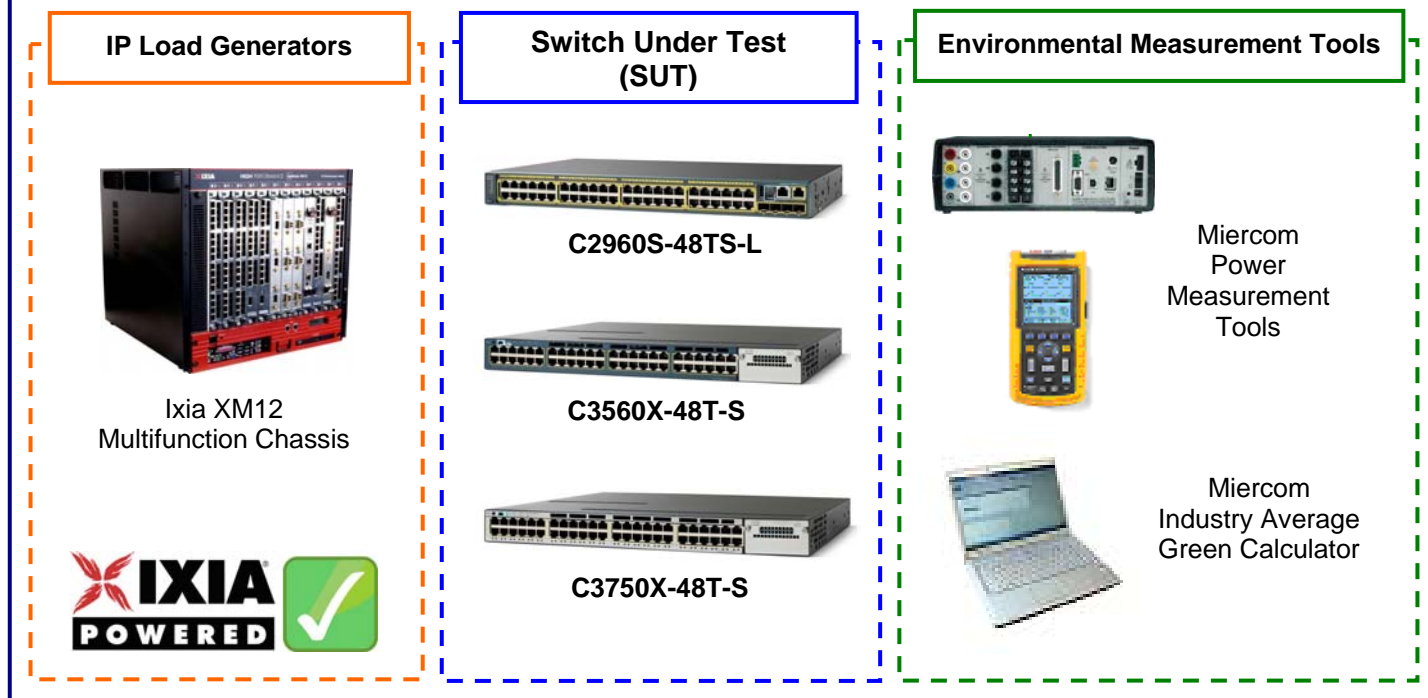 IP Load Generators
IXIA
Ixia XM12
Multifunction Chassis
IXIA
POWERED
Switch Under Test
(SUT)
C2960S-48TS-L
C3560X-48T-S
C3750X-48T-S
Environmental Measurement Tools
Miercom
Power
Measurement
Tools
Miercom
Industry Average
Green Calculator